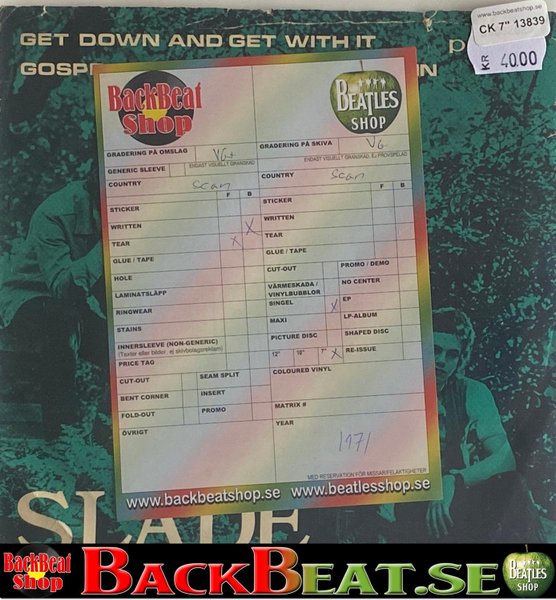 GET DOWN AND GET WITH IT
www.backbeatshop.se
CK 7" 13839
KR 4000
BackBeat
Shop
BEATLES
SHOP
GRADERING PÅ OMSLAG VG+
ENDAST VISUELLT GRANSKAD
GENERIC SLEEVE
COUNTRY Scan
F B
STICKER
WRITTEN X
TEAR X
GLUE / TAPE
HOLE
LAMINATSLÄPP
RINGWEAR
STAINS
INNERSLEEVE (NON-GENERIC)
(Texter eller bilder, ej skivbolagsreklam)
PRICE TAG
CUT-OUT SEAM SPLIT
BENT CORNER INSERT
FOLD-OUT PROMO
ÖVRIGT
GRADERING PÅ SKIVA VG
ENDAST VISUELLT GRANSKAD, EJ PROVSPELAD
COUNTRY Scan
F B
STICKER
WRITTEN
TEAR
GLUE / TAPE
CUT-OUT PROMO / DEMO
VÄRMESKADA /
VINYLBUBBLOR NO CENTER
SINGEL X EP
MAXI LP-ALBUM
PICTURE DISC SHAPED DISC
12" 10" 7" X RE-ISSUE
COLOURED VINYL
MATRIX #
YEAR
1971
MED RESERVATION FÖR MISSAR/FELAKTIGHETER
www.backbeatshop.se www.beatlesshop.se
SLADE
BackBeat
Shop
BACKBEAT.SE
BEATLES
SHOP